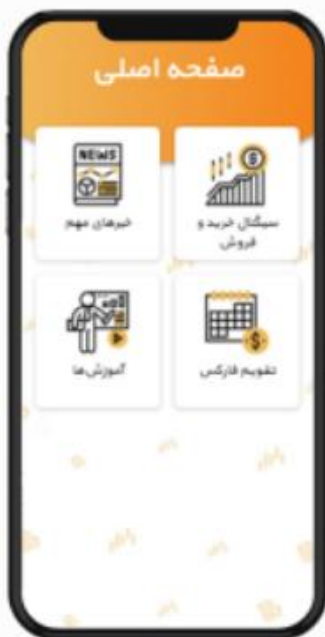 صفحه اصلی
سیگنال خرید و
فروش
NEWS
خبرهای مهم
تقویم فارکس
آموزش‌ها